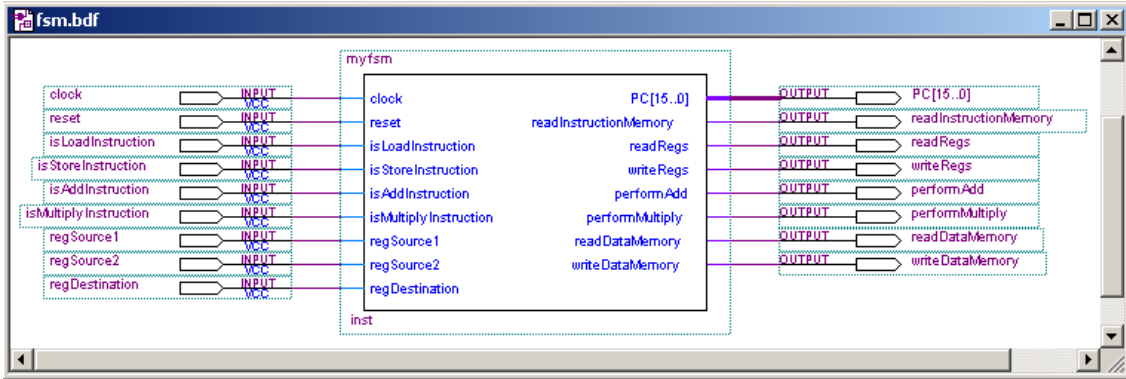 fsm.bdf
myfsm
clock INPUT VCC clock PC[15..0] OUTPUT PC[15..0]
reset INPUT VCC reset readInstructionMemory OUTPUT readInstructionMemory
isLoadInstruction INPUT VCC isLoadInstruction readRegs OUTPUT readRegs
isStoreInstruction INPUT VCC isStoreInstruction writeRegs OUTPUT writeRegs
isAddInstruction INPUT VCC isAddInstruction performAdd OUTPUT performAdd
isMultiplyInstruction INPUT VCC isMultiplyInstruction performMultiply OUTPUT performMultiply
regSource1 INPUT VCC regSource1 readDataMemory OUTPUT readDataMemory
regSource2 INPUT VCC regSource2 writeDataMemory OUTPUT writeDataMemory
regDestination INPUT VCC regDestination
inst